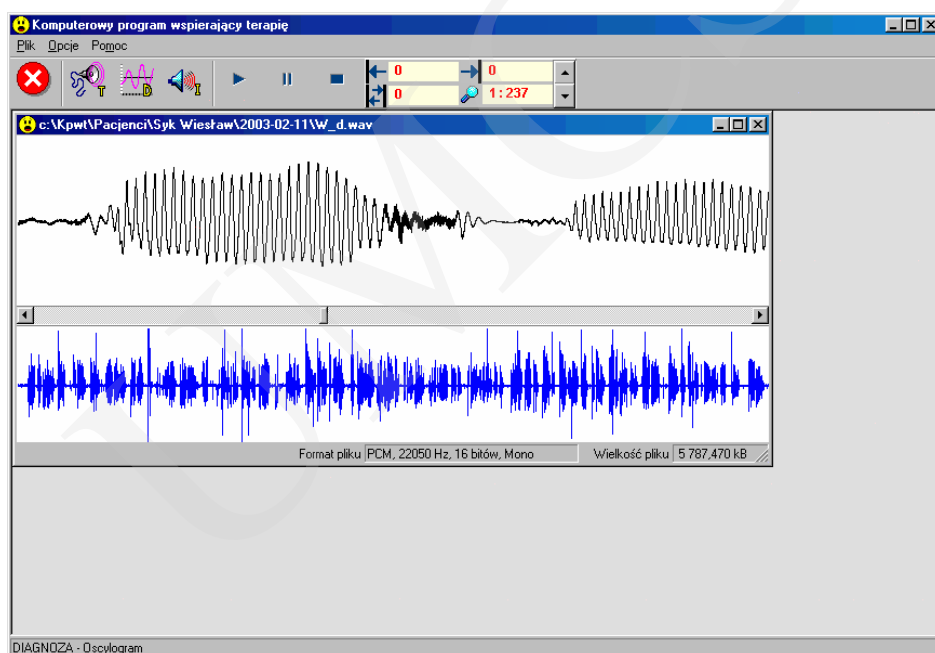 Komputerowy program wspierający terapię
Plik Opcje Pomoc
T D I 0 0
0 1:237
c:\Kpwt\Pacjenci\Syk Wiesław\2003-02-11\W_d.wav
Format pliku PCM, 22050 Hz, 16 bitów, Mono Wielkość pliku 5 787,470 kB
DIAGNOZA - Oscylogram
UMCS